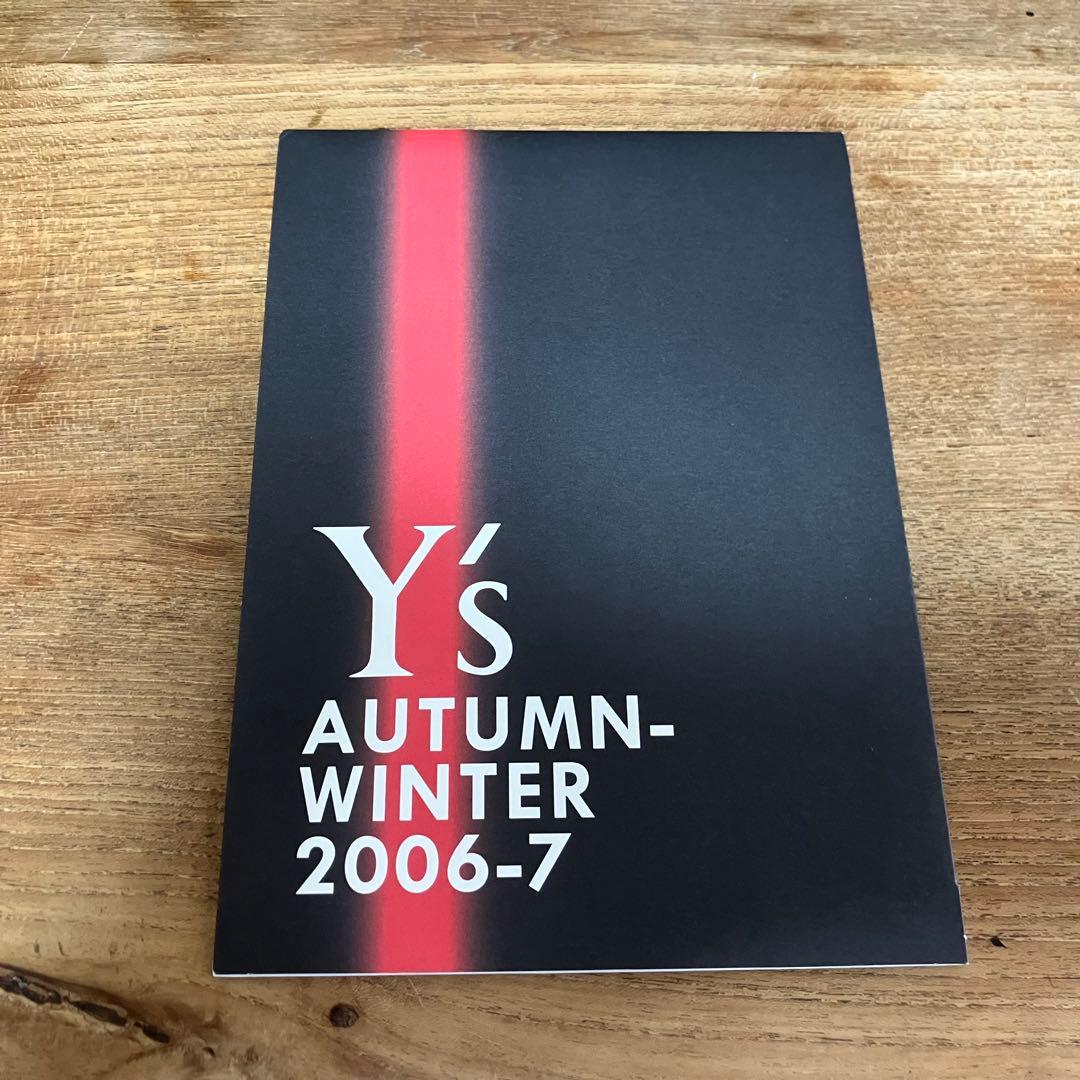 Y's
AUTUMN-
WINTER
2006-7